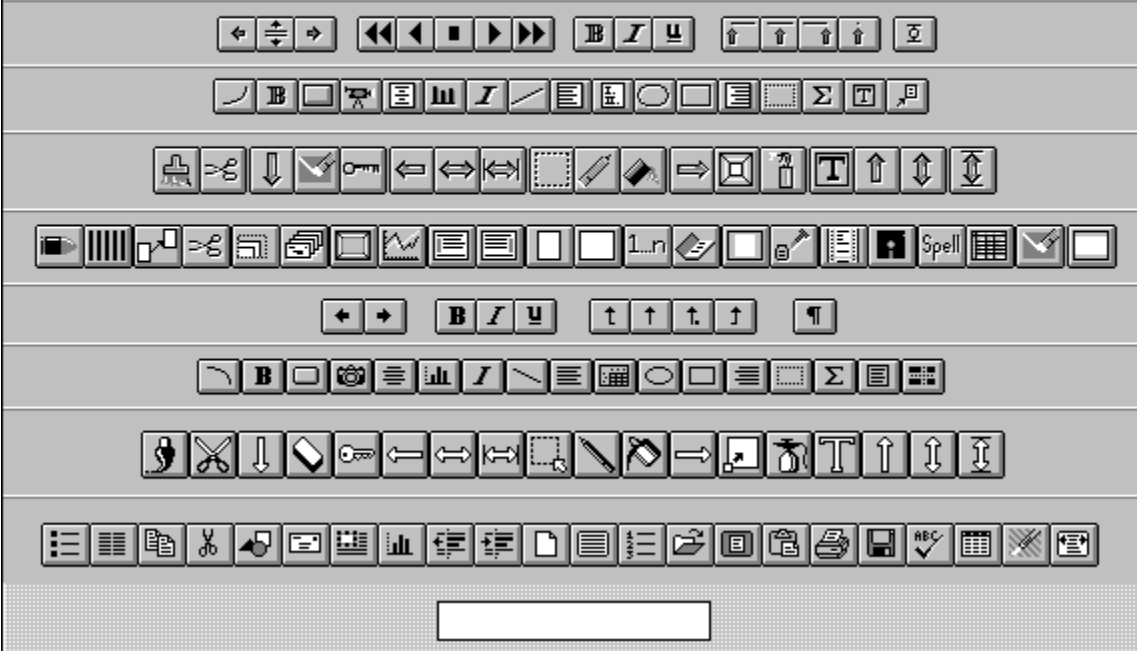 B I U
B I Σ T
T
1...n Spell
B I U ¶
B I Σ
T
ABC